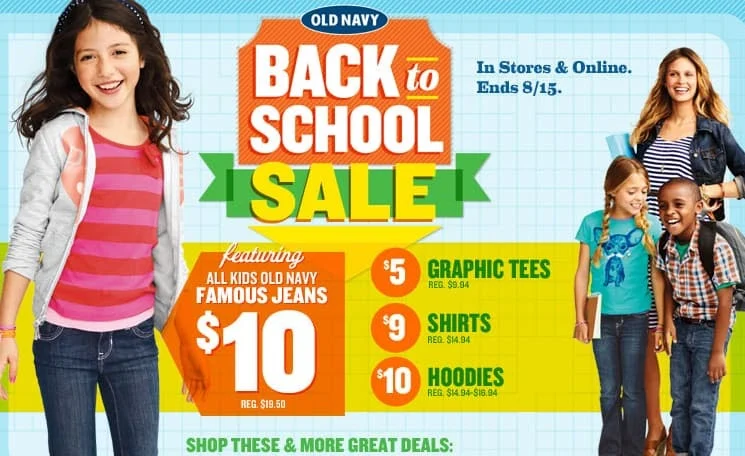 OLD NAVY
BACK to
SCHOOL
SALE
In Stores & Online.
Ends 8/15.
featuring
ALL KIDS OLD NAVY
FAMOUS JEANS
$10
REG. $19.50
$5 GRAPHIC TEES
REG. $9.94
$9 SHIRTS
REG. $14.94
$10 HOODIES
REG. $14.94-$16.94
SHOP THESE & MORE GREAT DEALS: